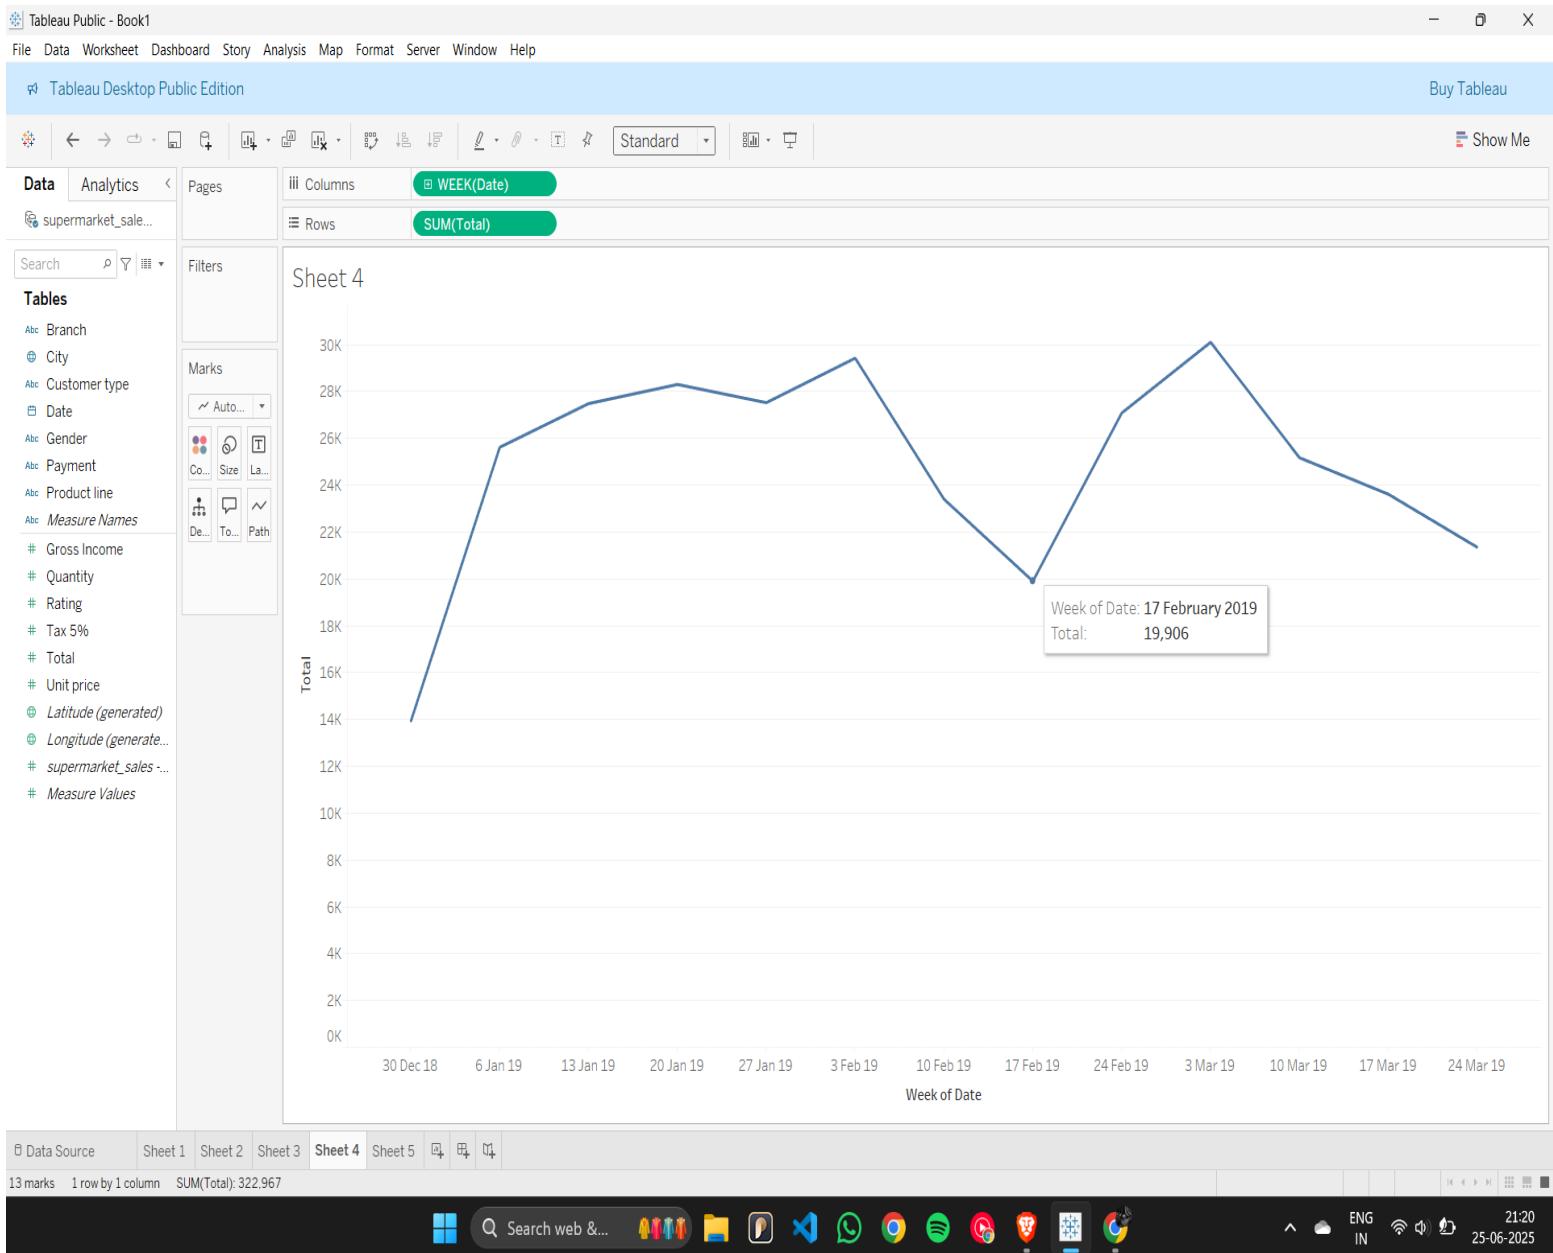 Tableau Public - Book1
File Data Worksheet Dashboard Story Analysis Map Format Server Window Help
Tableau Desktop Public Edition
Buy Tableau
Standard
Show Me
Data Analytics
Pages
Columns
WEEK(Date)
supermarket_sale...
Rows
SUM(Total)
Search
Filters
Tables
Abc Branch
City
Abc Customer type
Date
Abc Gender
Abc Payment
Abc Product line
Abc Measure Names
# Gross Income
# Quantity
# Rating
# Tax 5%
# Total
# Unit price
Latitude (generated)
Longitude (generate...
# supermarket_sales -...
# Measure Values
Marks
Auto...
Co... Size La...
De... To... Path
Sheet 4
30K
28K
26K
24K
22K
20K
18K
16K
14K
12K
10K
8K
6K
4K
2K
0K
Total
Week of Date: 17 February 2019
Total: 19,906
30 Dec 18 6 Jan 19 13 Jan 19 20 Jan 19 27 Jan 19 3 Feb 19 10 Feb 19 17 Feb 19 24 Feb 19 3 Mar 19 10 Mar 19 17 Mar 19 24 Mar 19
Week of Date
Data Source Sheet 1 Sheet 2 Sheet 3 Sheet 4 Sheet 5
13 marks 1 row by 1 column SUM(Total): 322,967
Search web &...
ENG
IN
21:20
25-06-2025